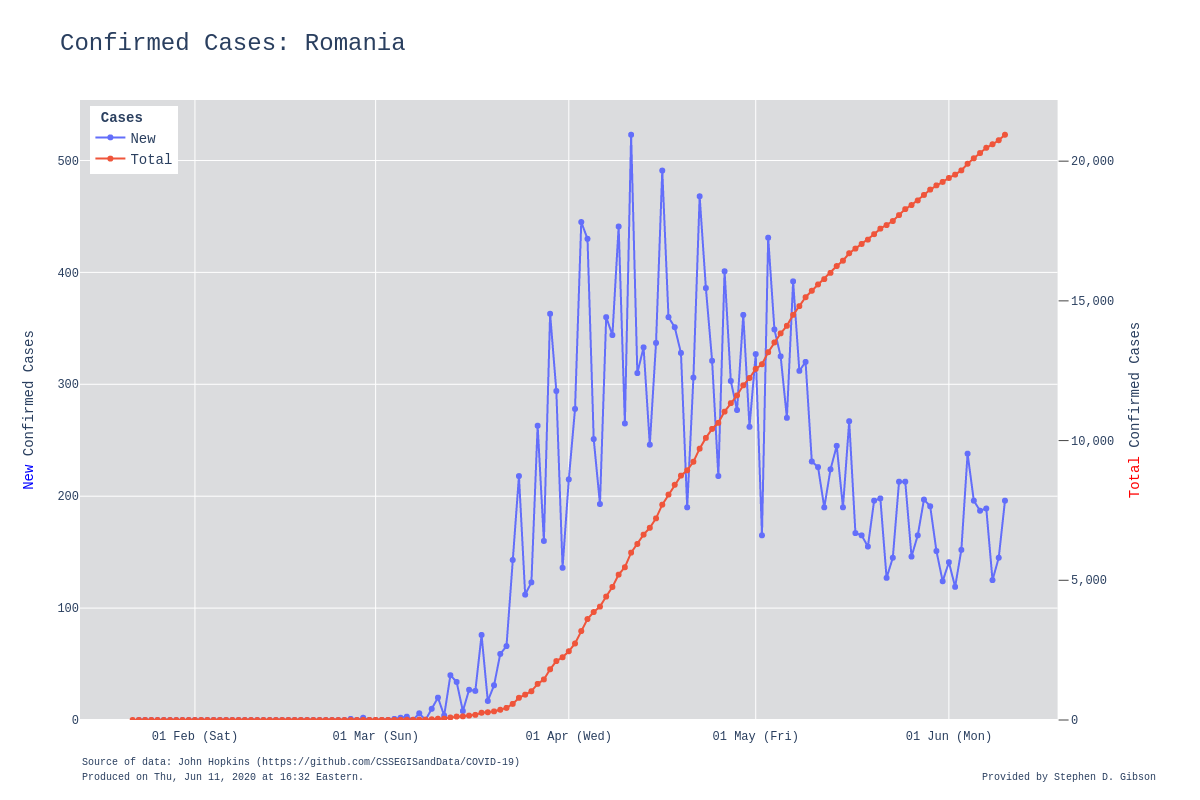 Confirmed Cases: Romania
Cases
New
Total
500
400
300
200
100
0
New Confirmed Cases
20,000
15,000
10,000
5,000
0
Total Confirmed Cases
01 Feb (Sat)
01 Mar (Sun)
01 Apr (Wed)
01 May (Fri)
01 Jun (Mon)
Source of data: John Hopkins (https://github.com/CSSEGISandData/COVID-19)
Produced on Thu, Jun 11, 2020 at 16:32 Eastern.
Provided by Stephen D. Gibson